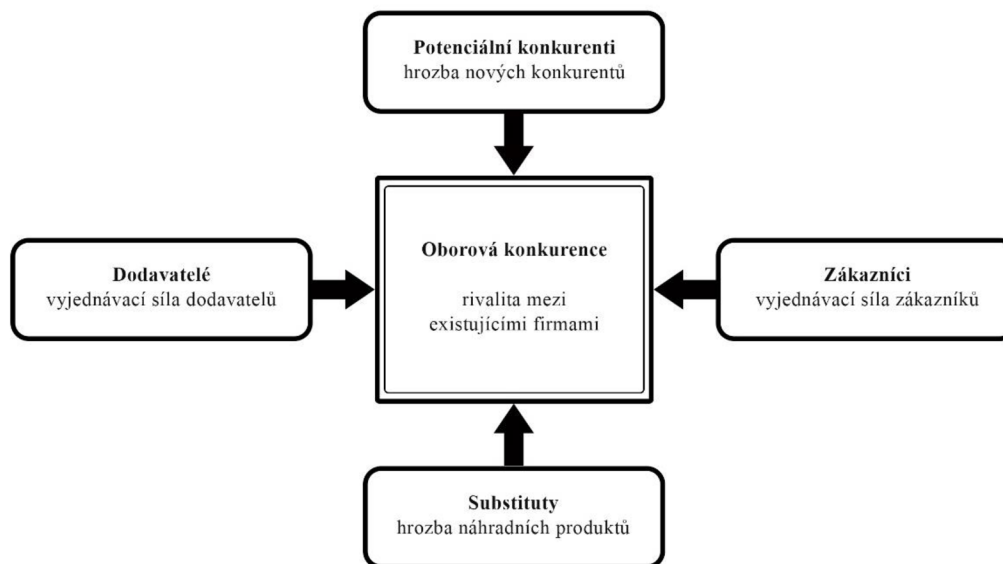 Potenciální konkurenti
hrozba nových konkurentů
Oborová konkurence
rivalita mezi
existujícími firmami
Dodavatelé
vyjednávací síla dodavatelů
Zákazníci
vyjednávací síla zákazníků
Substituty
hrozba náhradních produktů